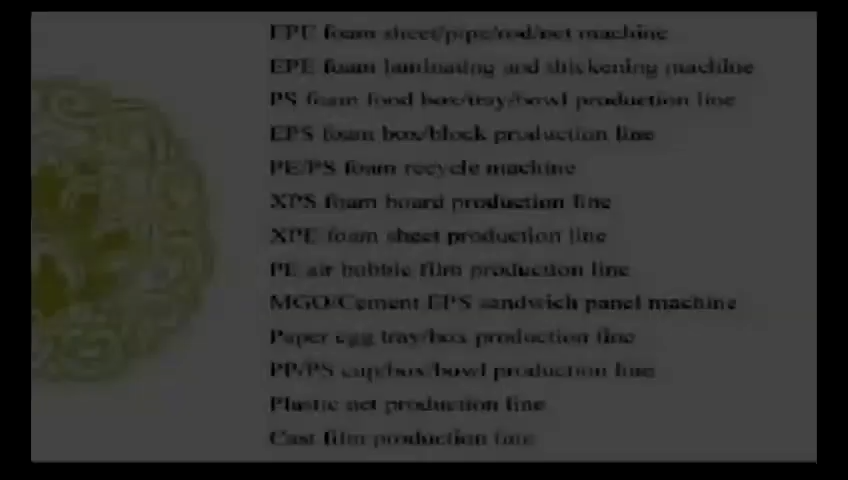 EPE foam sheet/pipe/rod/net machine
EPE foam laminating and thickening machine
PS foam food box/tray/bowl production line
EPS foam box/block production line
PE/PS foam recycle machine
XPS foam board production line
XPE foam sheet production line
PE air bubble film production line
MGO/Cement EPS sandwich panel machine
Paper egg tray/box production line
PP/PS cup/box/bowl production line
Plastic net production line
Cast film production line